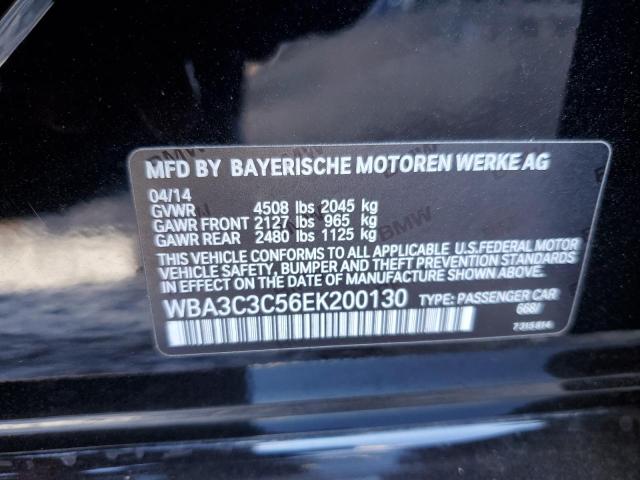 MFD BY BAYERISCHE MOTOREN WERKE AG
04/14
GVWR 4508 lbs 2045 kg
GAWR FRONT 2127 lbs 965 kg
GAWR REAR 2480 lbs 1125 kg
THIS VEHICLE CONFORMS TO ALL APPLICABLE U.S. FEDERAL MOTOR
VEHICLE SAFETY, BUMPER AND THEFT PREVENTION STANDARDS
IN EFFECT ON THE DATE OF MANUFACTURE SHOWN ABOVE.
WBA3C3C56EK200130 TYPE: PASSENGER CAR
668/
7315814